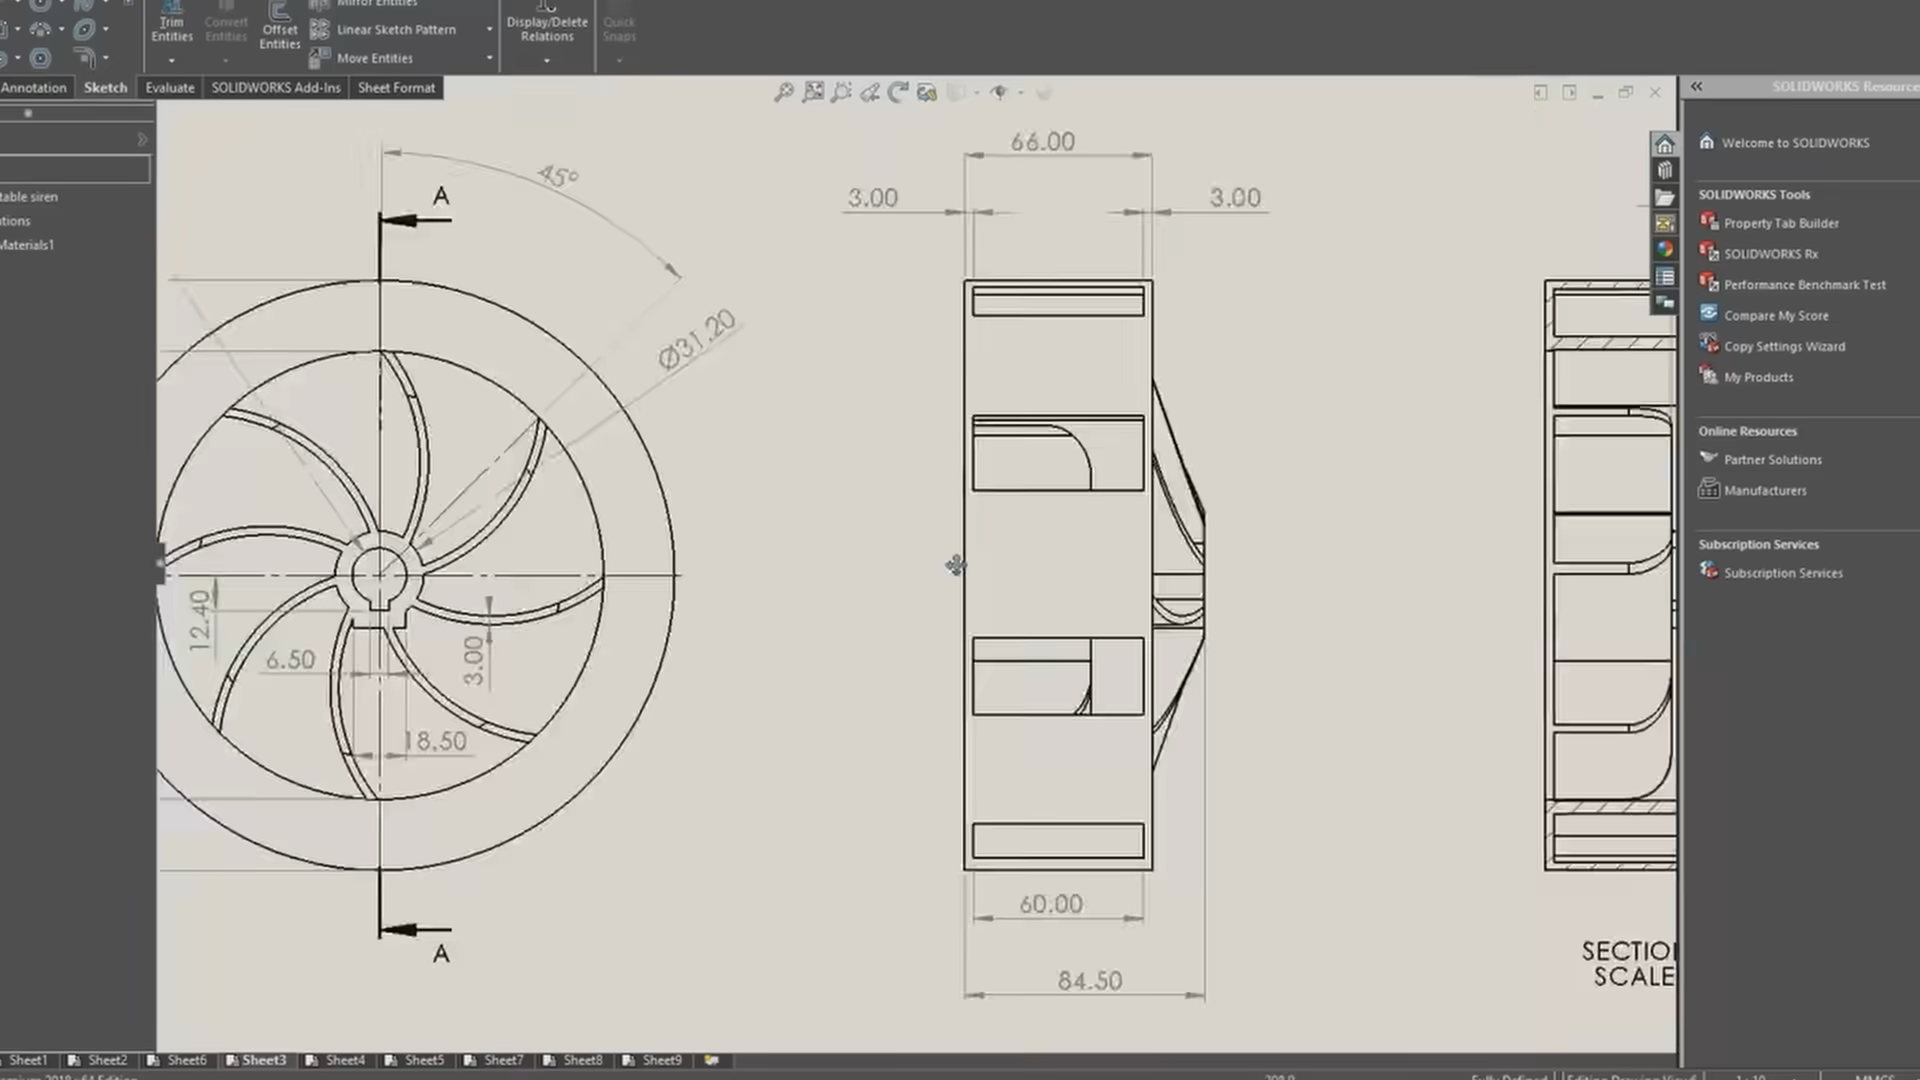 Mirror Entities
Trim
Entities
Convert
Entities
Offset
Entities
Linear Sketch Pattern
Move Entities
Display/Delete
Relations
Quick
Snaps
Annotation
Sketch
Evaluate
SOLIDWORKS Add-Ins
Sheet Format
SOLIDWORKS Resource
table siren
Materials1
Welcome to SOLIDWORKS
SOLIDWORKS Tools
Property Tab Builder
SOLIDWORKS Rx
Performance Benchmark Test
Compare My Score
Copy Settings Wizard
My Products
Online Resources
Partner Solutions
Manufacturers
Subscription Services
Subscription Services
A
45°
Ø31.20
12.40
6.50
3.00
18.50
A
66.00
3.00
3.00
60.00
84.50
SECTIO
SCALE
Sheet1
Sheet2
Sheet6
Sheet3
Sheet4
Sheet5
Sheet7
Sheet8
Sheet9